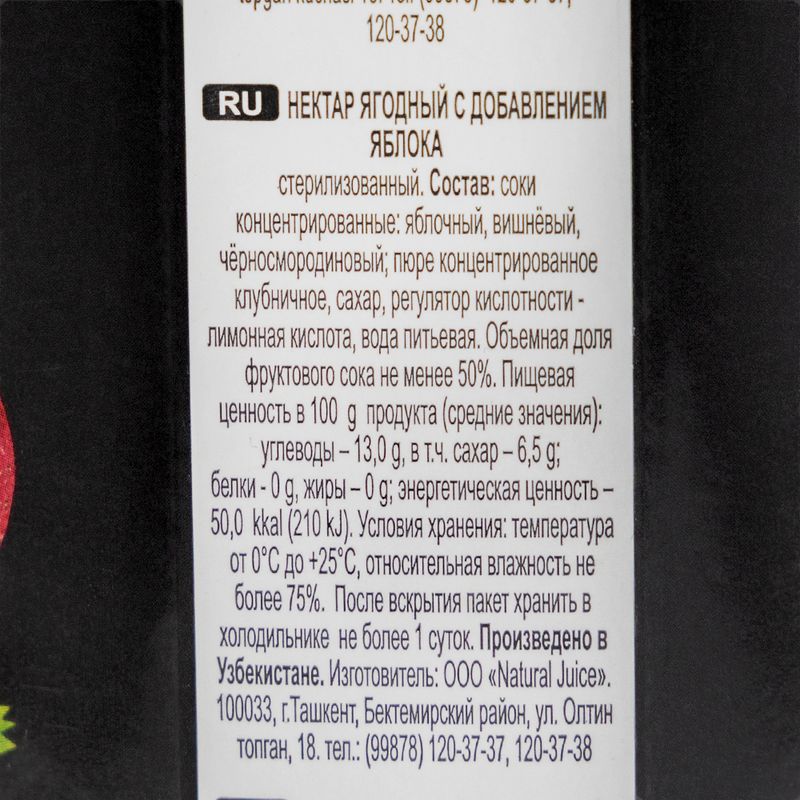 120-37-38
RU НЕКТАР ЯГОДНЫЙ С ДОБАВЛЕНИЕМ
ЯБЛОКА
стерилизованный. Состав: соки
концентрированные: яблочный, вишнёвый,
чёрносмородиновый; пюре концентрированное
клубничное, сахар, регулятор кислотности -
лимонная кислота, вода питьевая. Объемная доля
фруктового сока не менее 50%. Пищевая
ценность в 100 g продукта (средние значения):
углеводы – 13,0 g, в т.ч. сахар – 6,5 g;
белки - 0 g, жиры – 0 g; энергетическая ценность –
50,0 kkal (210 kJ). Условия хранения: температура
от 0°C до +25°C, относительная влажность не
более 75%. После вскрытия пакет хранить в
холодильнике не более 1 суток. Произведено в
Узбекистане. Изготовитель: ООО «Natural Juice».
100033, г.Ташкент, Бектемирский район, ул. Олтин
топган, 18. тел.: (99878) 120-37-37, 120-37-38